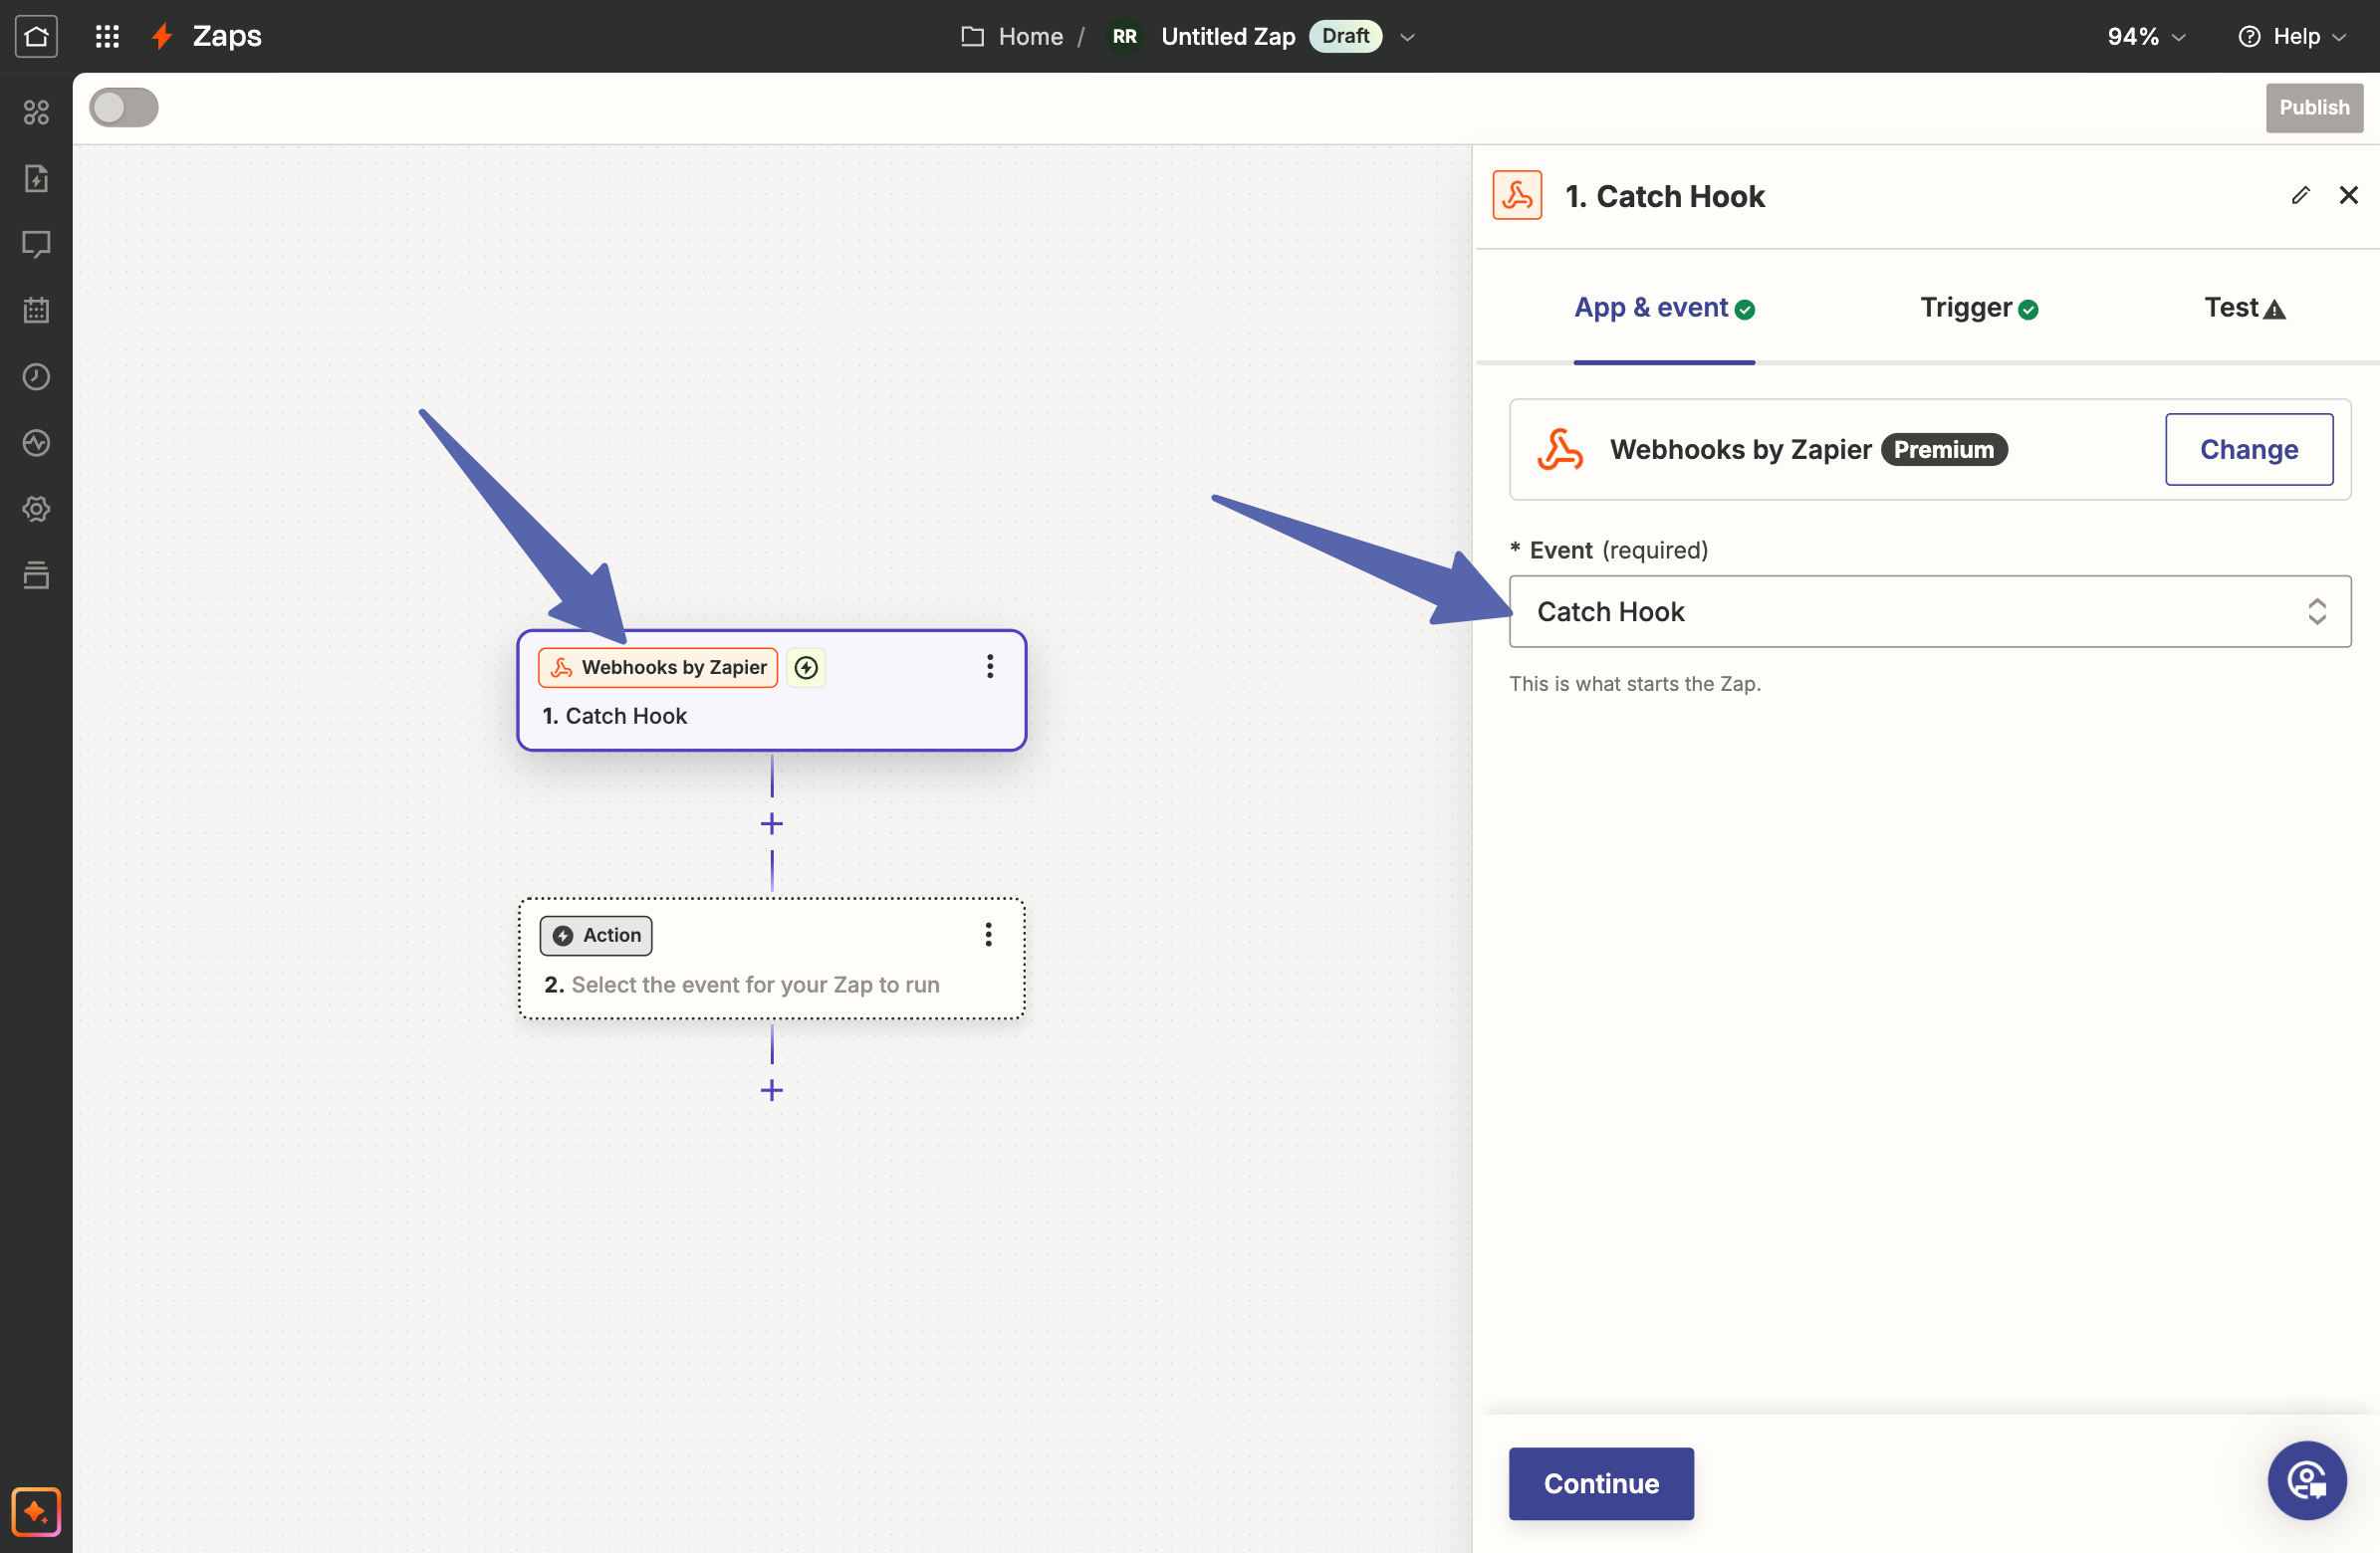 Zaps
Home / RR Untitled Zap Draft
94%
Help
Publish
1. Catch Hook
App & event
Trigger
Test
Webhooks by Zapier Premium
Change
* Event (required)
Catch Hook
This is what starts the Zap.
Webhooks by Zapier
1. Catch Hook
Action
2. Select the event for your Zap to run
Continue